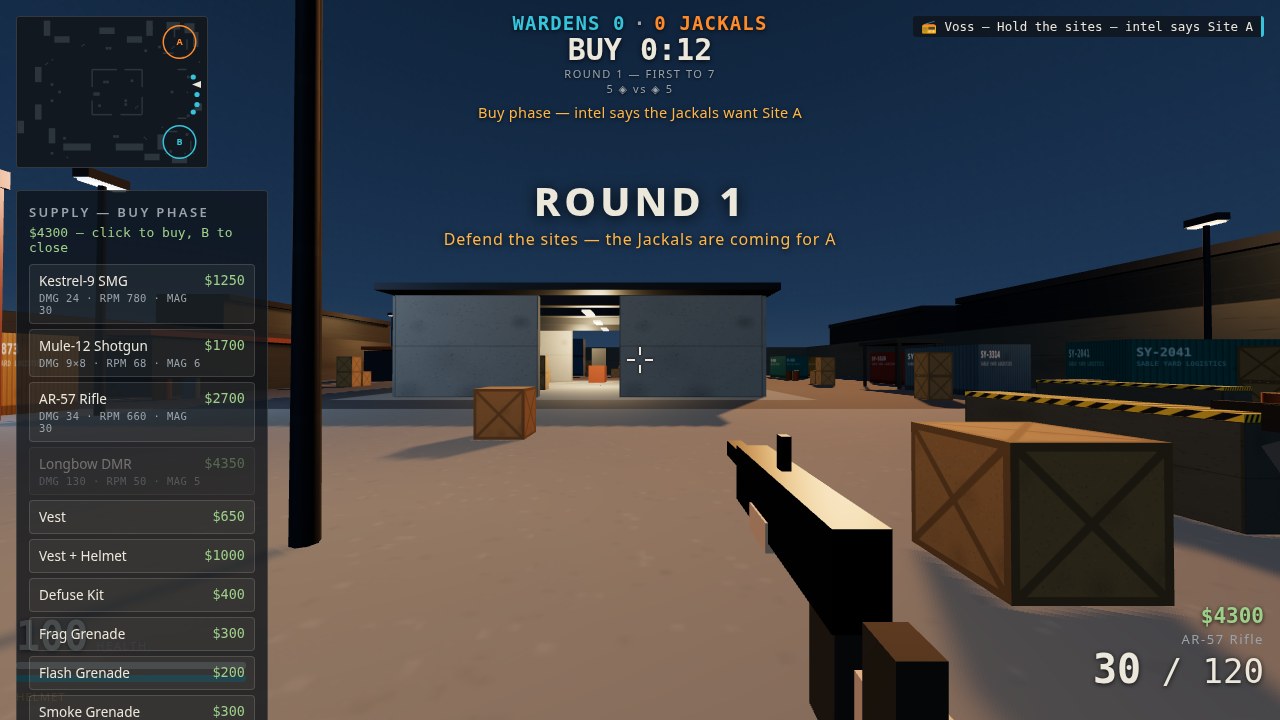 WARDENS 0 · 0 JACKALS
BUY 0:12
ROUND 1 — FIRST TO 7
5 ◈ vs ◈ 5
Buy phase — intel says the Jackals want Site A
📻 Voss — Hold the sites — intel says Site A
A
B
ROUND 1
Defend the sites — the Jackals are coming for A
SUPPLY — BUY PHASE
$4300 — click to buy, B to
close
Kestrel-9 SMG $1250
DMG 24 · RPM 780 · MAG
30
Mule-12 Shotgun $1700
DMG 9×8 · RPM 68 · MAG 6
AR-57 Rifle $2700
DMG 34 · RPM 660 · MAG
30
Longbow DMR $4350
DMG 130 · RPM 50 · MAG 5
Vest $650
Vest + Helmet $1000
Defuse Kit $400
Frag Grenade $300
Flash Grenade $200
Smoke Grenade $300
100 HEALTH
HELMET
SY-2041
SY-2041
SABLE YARD LOGISTICS
$4300
AR-57 Rifle
30 / 120